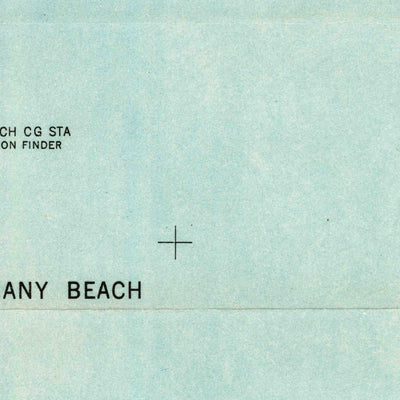 CH CG STA
ON FINDER
ANY BEACH